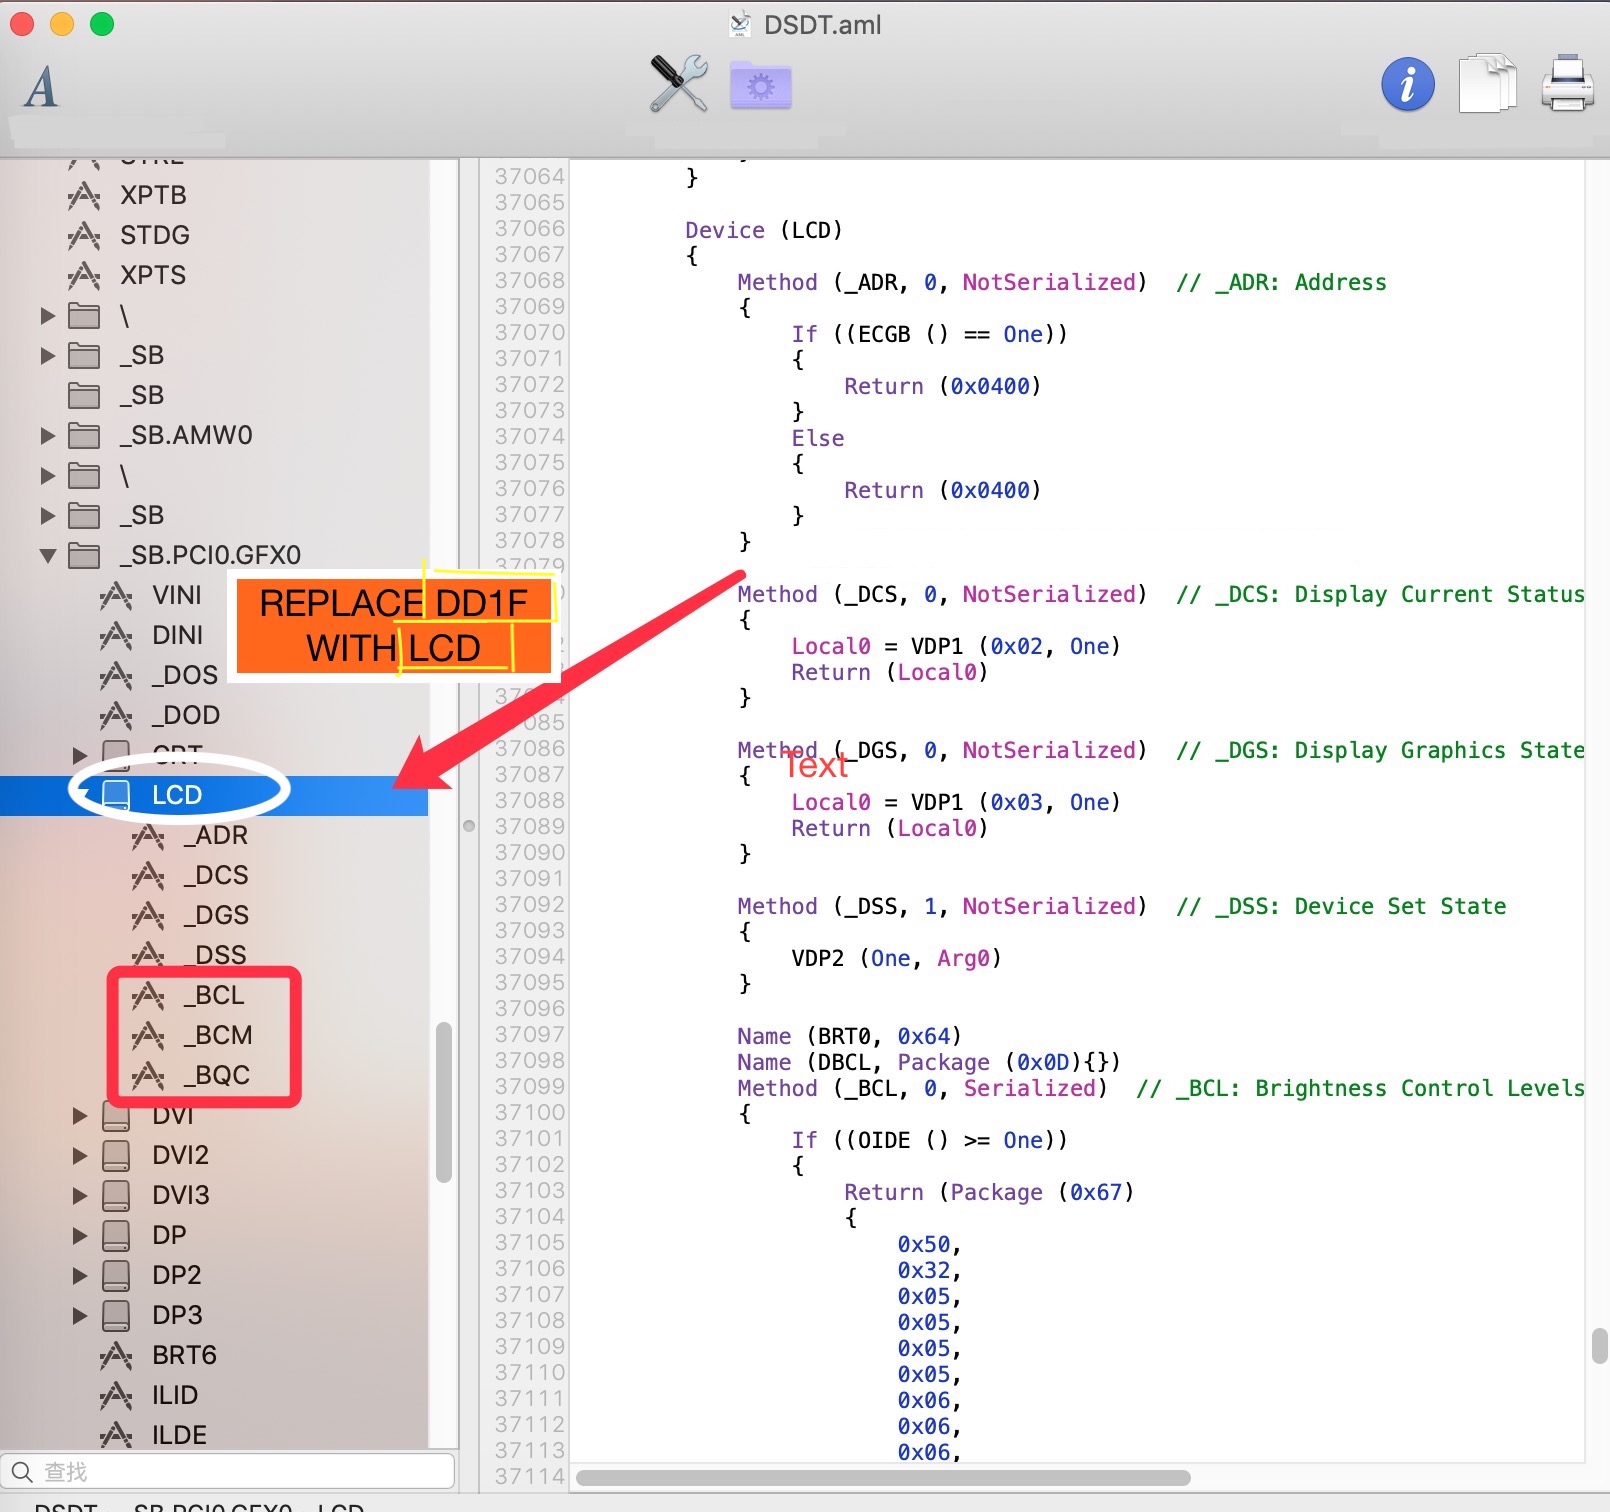 DSDT.aml
XPTB
STDG
XPTS
\
_SB
_SB
_SB.AMW0
\
_SB
_SB.PCI0.GFX0
VINI
DINI
_DOS
_DOD
CRT
LCD
_ADR
_DCS
_DGS
_DSS
_BCL
_BCM
_BQC
DVI
DVI2
DVI3
DP
DP2
DP3
BRT6
ILID
ILDE
查找
DSDT _SB.PCI0.GFX0 LCD
REPLACE DD1F
WITH LCD
Text
37064 }
37065
37066 Device (LCD)
37067 {
37068 Method (_ADR, 0, NotSerialized) // _ADR: Address
37069 {
37070 If ((ECGB () == One))
37071 {
37072 Return (0x0400)
37073 }
37074 Else
37075 {
37076 Return (0x0400)
37077 }
37078 }
37079
Method (_DCS, 0, NotSerialized) // _DCS: Display Current Status
{
Local0 = VDP1 (0x02, One)
Return (Local0)
}
37085
37086 Method (_DGS, 0, NotSerialized) // _DGS: Display Graphics State
37087 {
37088 Local0 = VDP1 (0x03, One)
37089 Return (Local0)
37090 }
37091
37092 Method (_DSS, 1, NotSerialized) // _DSS: Device Set State
37093 {
37094 VDP2 (One, Arg0)
37095 }
37096
37097 Name (BRT0, 0x64)
37098 Name (DBCL, Package (0x0D){})
37099 Method (_BCL, 0, Serialized) // _BCL: Brightness Control Levels
37100 {
37101 If ((OIDE () >= One))
37102 {
37103 Return (Package (0x67)
37104 {
37105 0x50,
37106 0x32,
37107 0x05,
37108 0x05,
37109 0x05,
37110 0x05,
37111 0x06,
37112 0x06,
37113 0x06,
37114